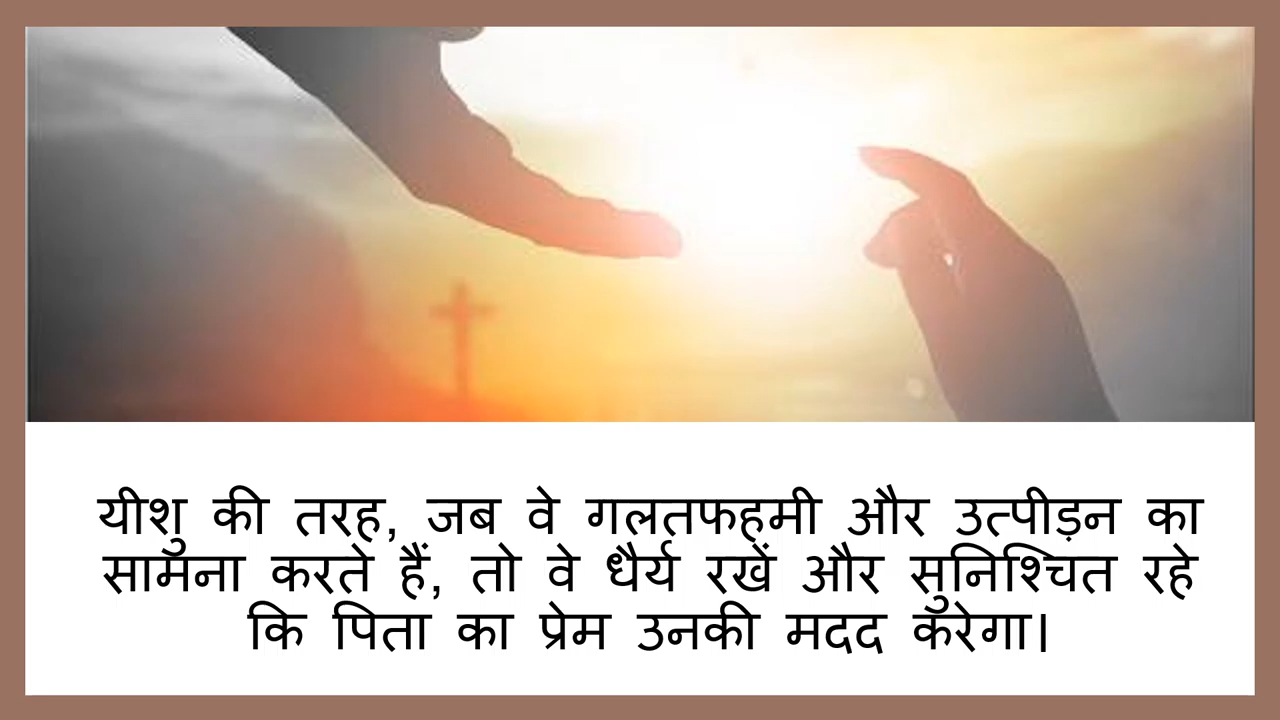 यीशु की तरह, जब वे गलतफहमी और उत्पीड़न का
सामना करते हैं, तो वे धैर्य रखें और सुनिश्चित रहे
कि पिता का प्रेम उनकी मदद करेगा।